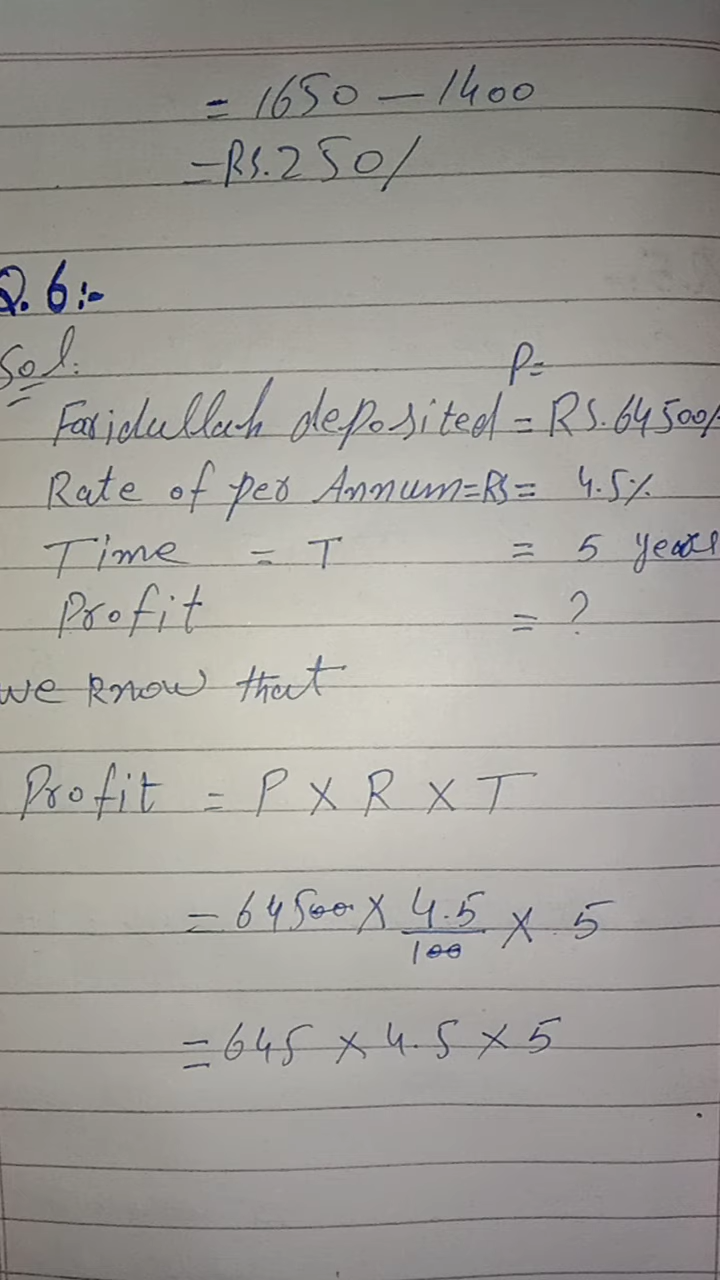 = 1650 - 1400
= Rs. 250/
Q. 6:-
Sol:
P=
Faridullah deposited = RS. 64500/-
Rate of per Annum = Rs = 4.5%
Time = T = 5 years
Profit = ?
we know that
Profit = P × R × T
= 64500 × 4.5/100 × 5
= 645 × 4.5 × 5